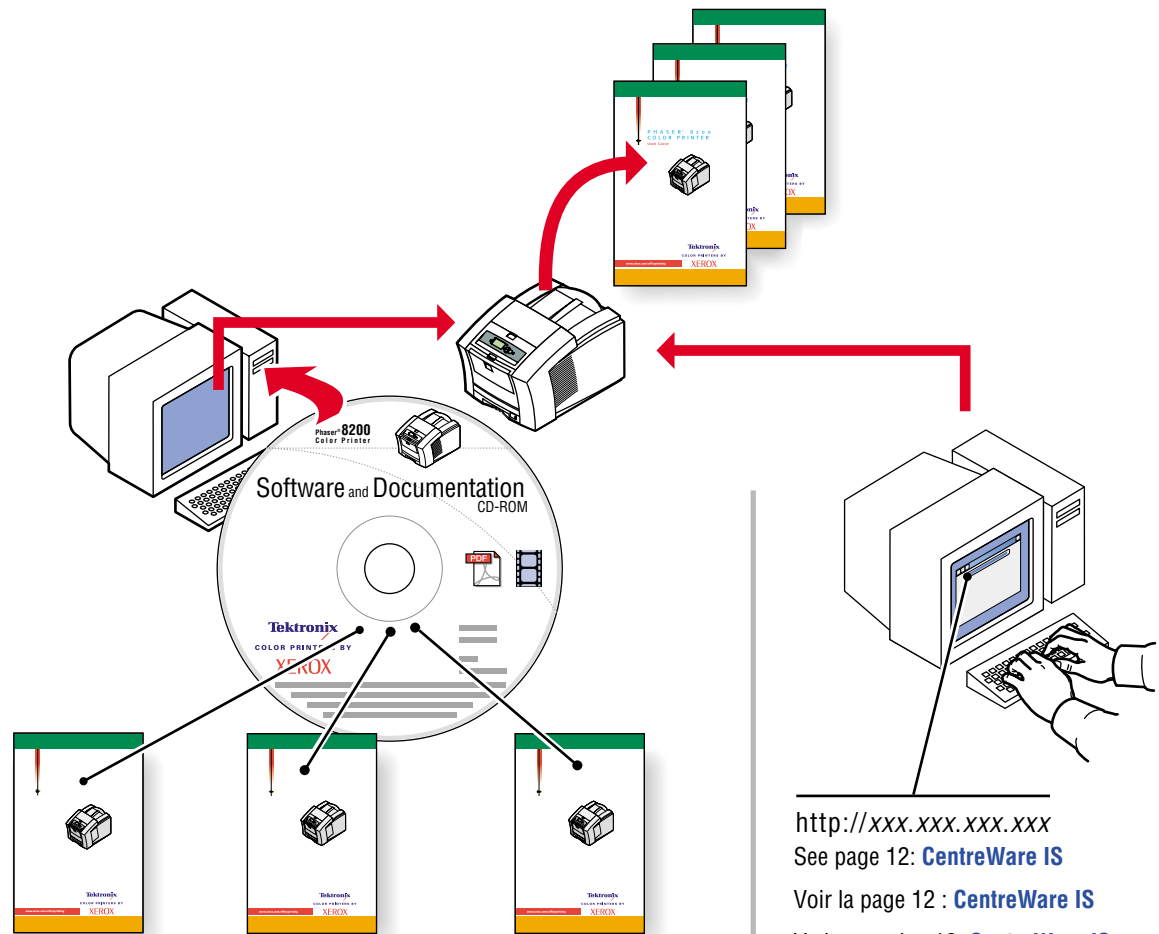 PHASER® 8200
COLOR PRINTER
User Guide
Tektronix
COLOR PRINTERS BY
XEROX
Phaser® 8200
Color Printer
Software and Documentation
CD-ROM
PDF
Tektronix
COLOR PRINTERS BY
XEROX
Tektronix
COLOR PRINTERS BY
XEROX
Tektronix
COLOR PRINTERS BY
XEROX
Tektronix
COLOR PRINTERS BY
XEROX
http://xxx.xxx.xxx.xxx
See page 12: CentreWare IS
Voir la page 12 : CentreWare IS